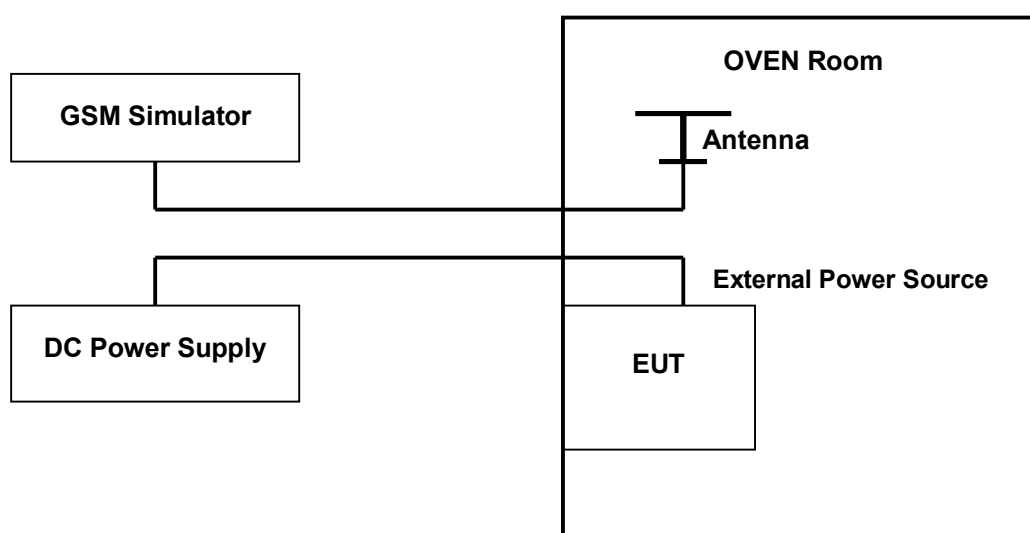 OVEN Room
GSM Simulator
Antenna
External Power Source
DC Power Supply
EUT